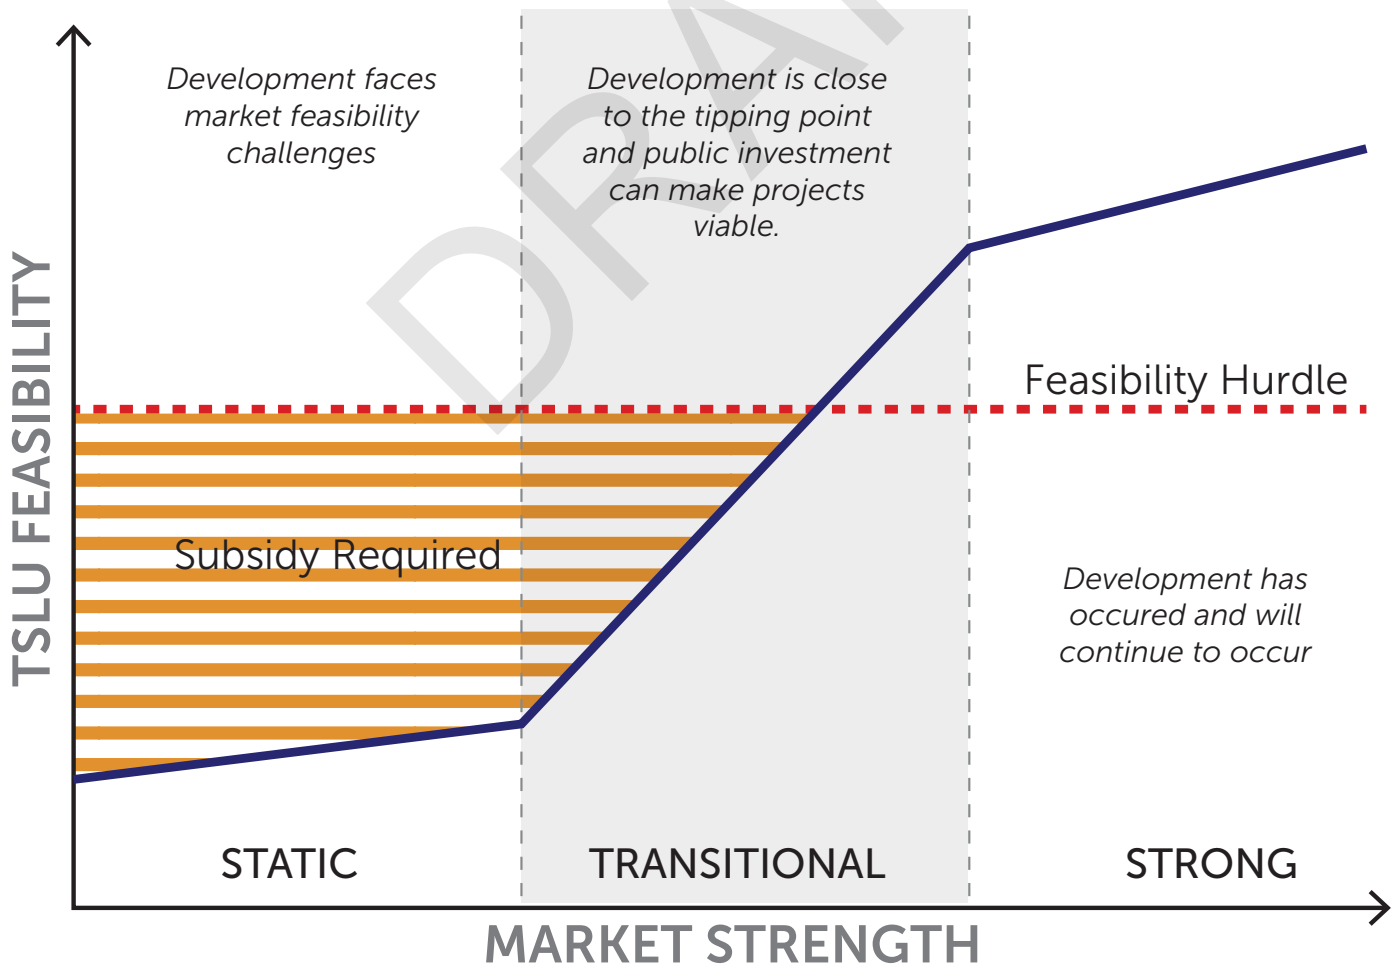 Development faces
market feasibility
challenges
Development is close
to the tipping point
and public investment
can make projects
viable.
Feasibility Hurdle
Subsidy Required
Development has
occured and will
continue to occur
STATIC
TRANSITIONAL
STRONG
MARKET STRENGTH
TSLU FEASIBILITY